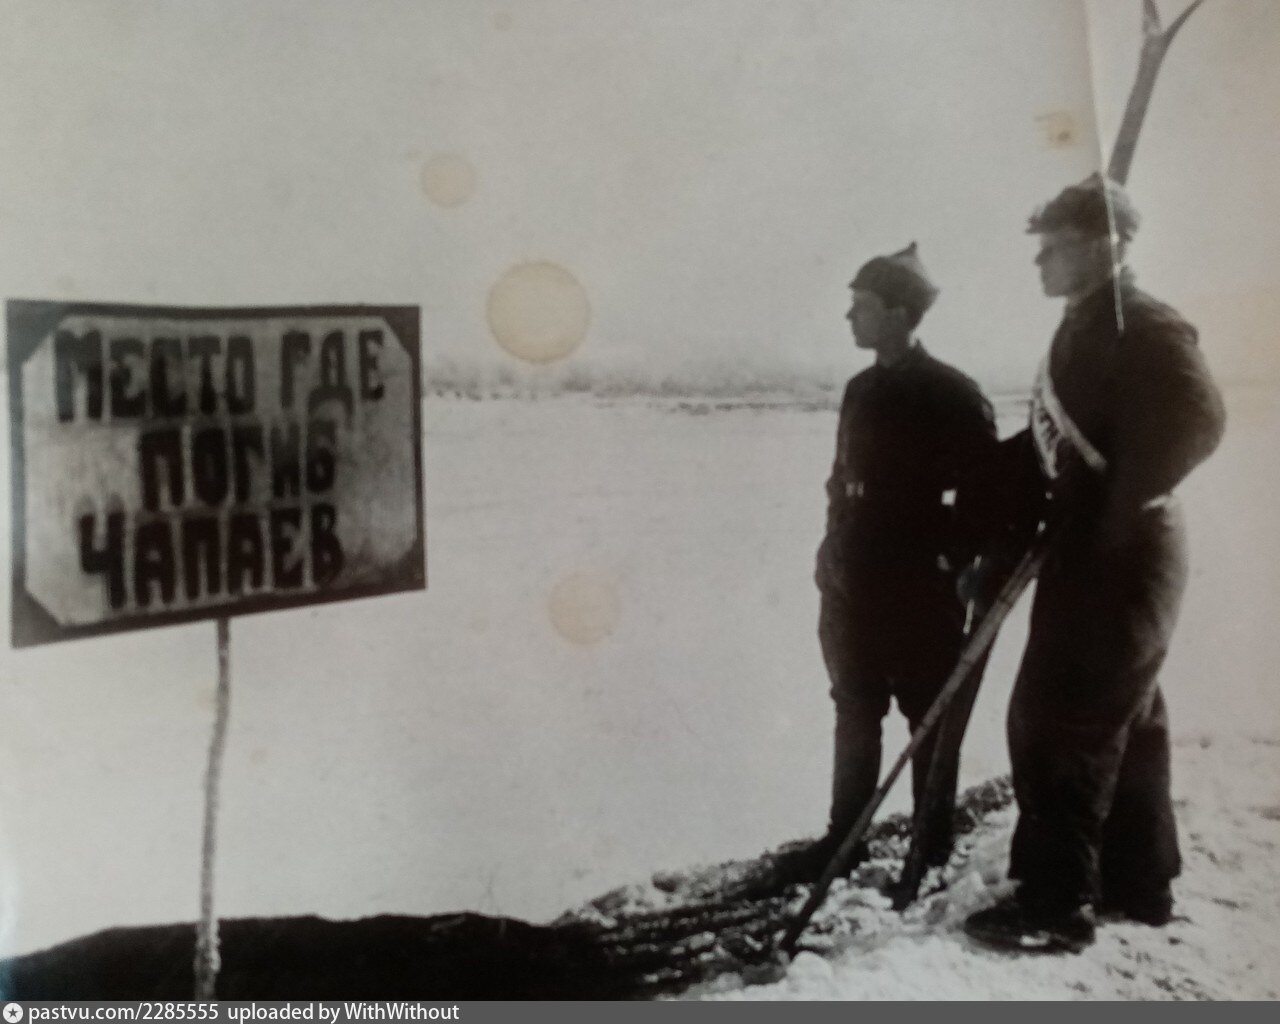 МЕСТО ГДЕ
ПОГИБ
ЧАПАЕВ
pastvu.com/2285555 uploaded by WithWithout